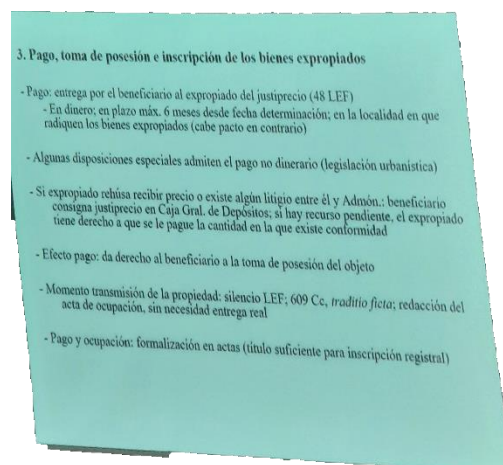 3. Pago, toma de posesión e inscripción de los bienes expropiados
- Pago: entrega por el beneficiario al expropiado del justiprecio (48 LEF)
- En dinero; en plazo máx. 6 meses desde fecha determinación; en la localidad en que
radiquen los bienes expropiados (cabe pacto en contrario)
- Algunas disposiciones especiales admiten el pago no dinerario (legislación urbanística)
- Si expropiado rehúsa recibir precio o existe algún litigio entre él y Admón.: beneficiario
consigna justiprecio en Caja Gral. de Depósitos; si hay recurso pendiente, el expropiado
tiene derecho a que se le pague la cantidad en la que existe conformidad
- Efecto pago: da derecho al beneficiario a la toma de posesión del objeto
- Momento transmisión de la propiedad: silencio LEF; 609 Cc, traditio ficta; redacción del
acta de ocupación, sin necesidad entrega real
- Pago y ocupación: formalización en actas (título suficiente para inscripción registral)